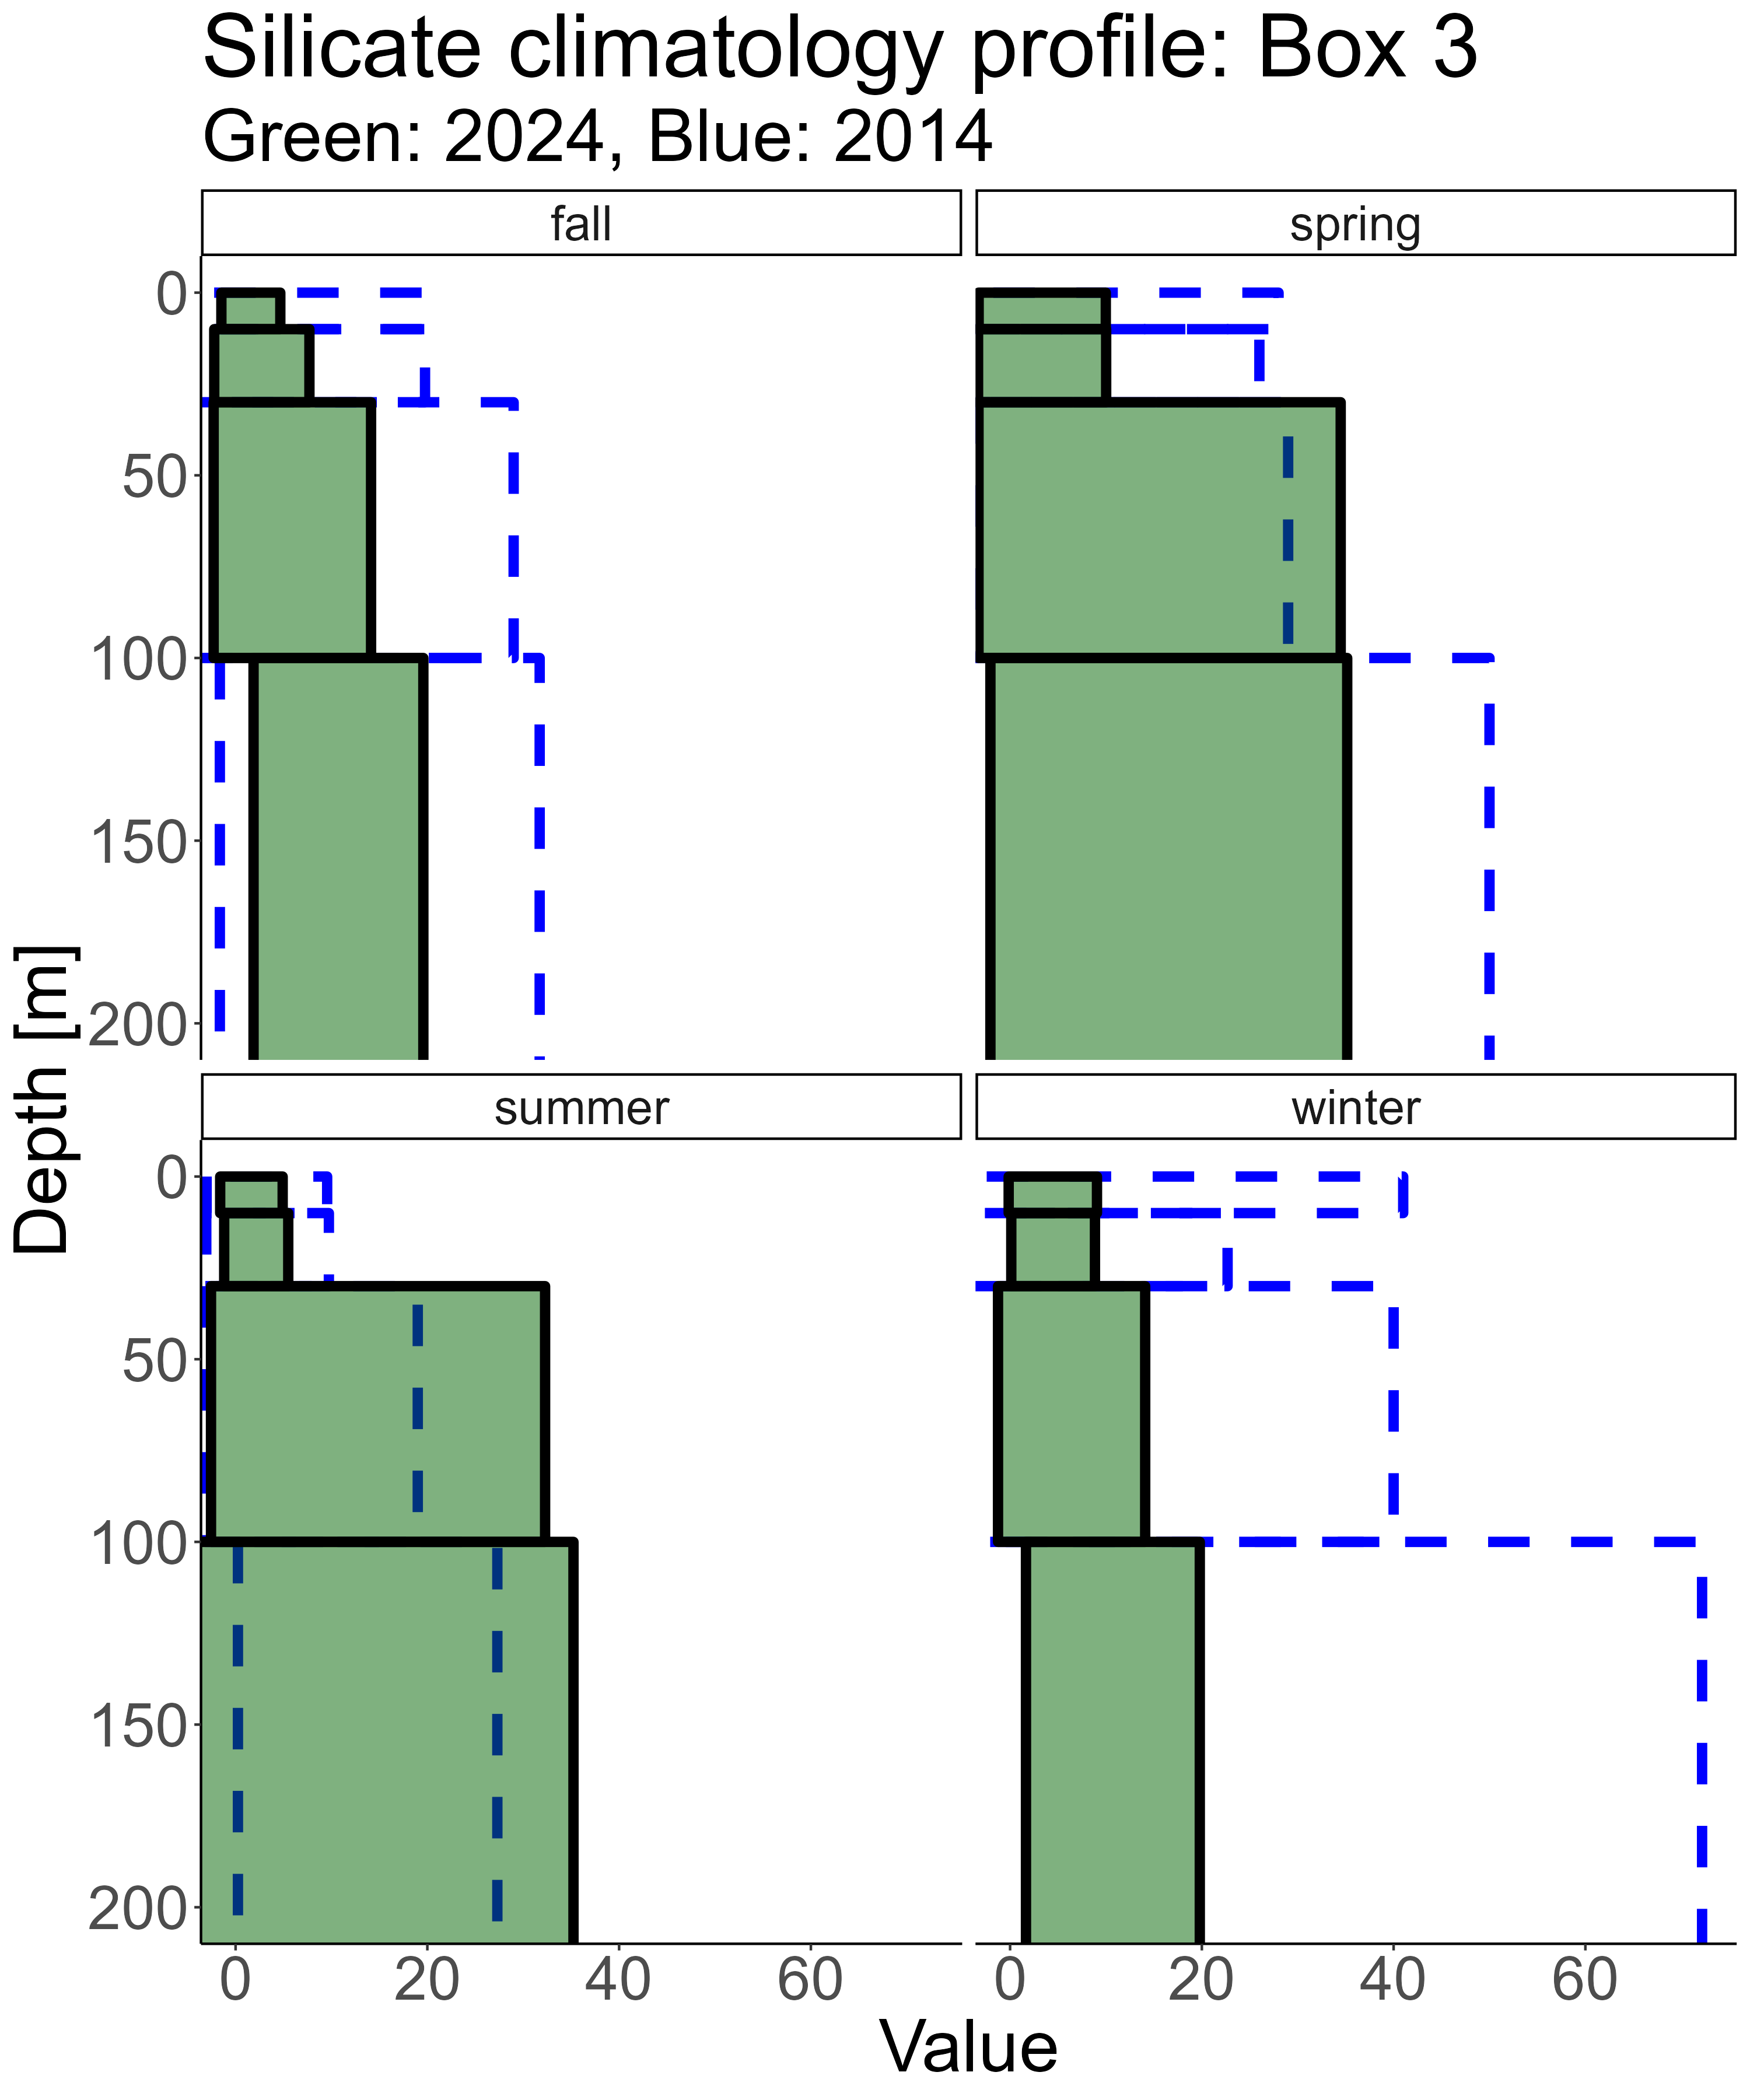 Silicate climatology profile: Box 3
Green: 2024, Blue: 2014
fall
spring
0
50
100
150
200
summer
winter
0
50
100
150
200
Depth [m]
0 20 40 60 0 20 40 60
Value